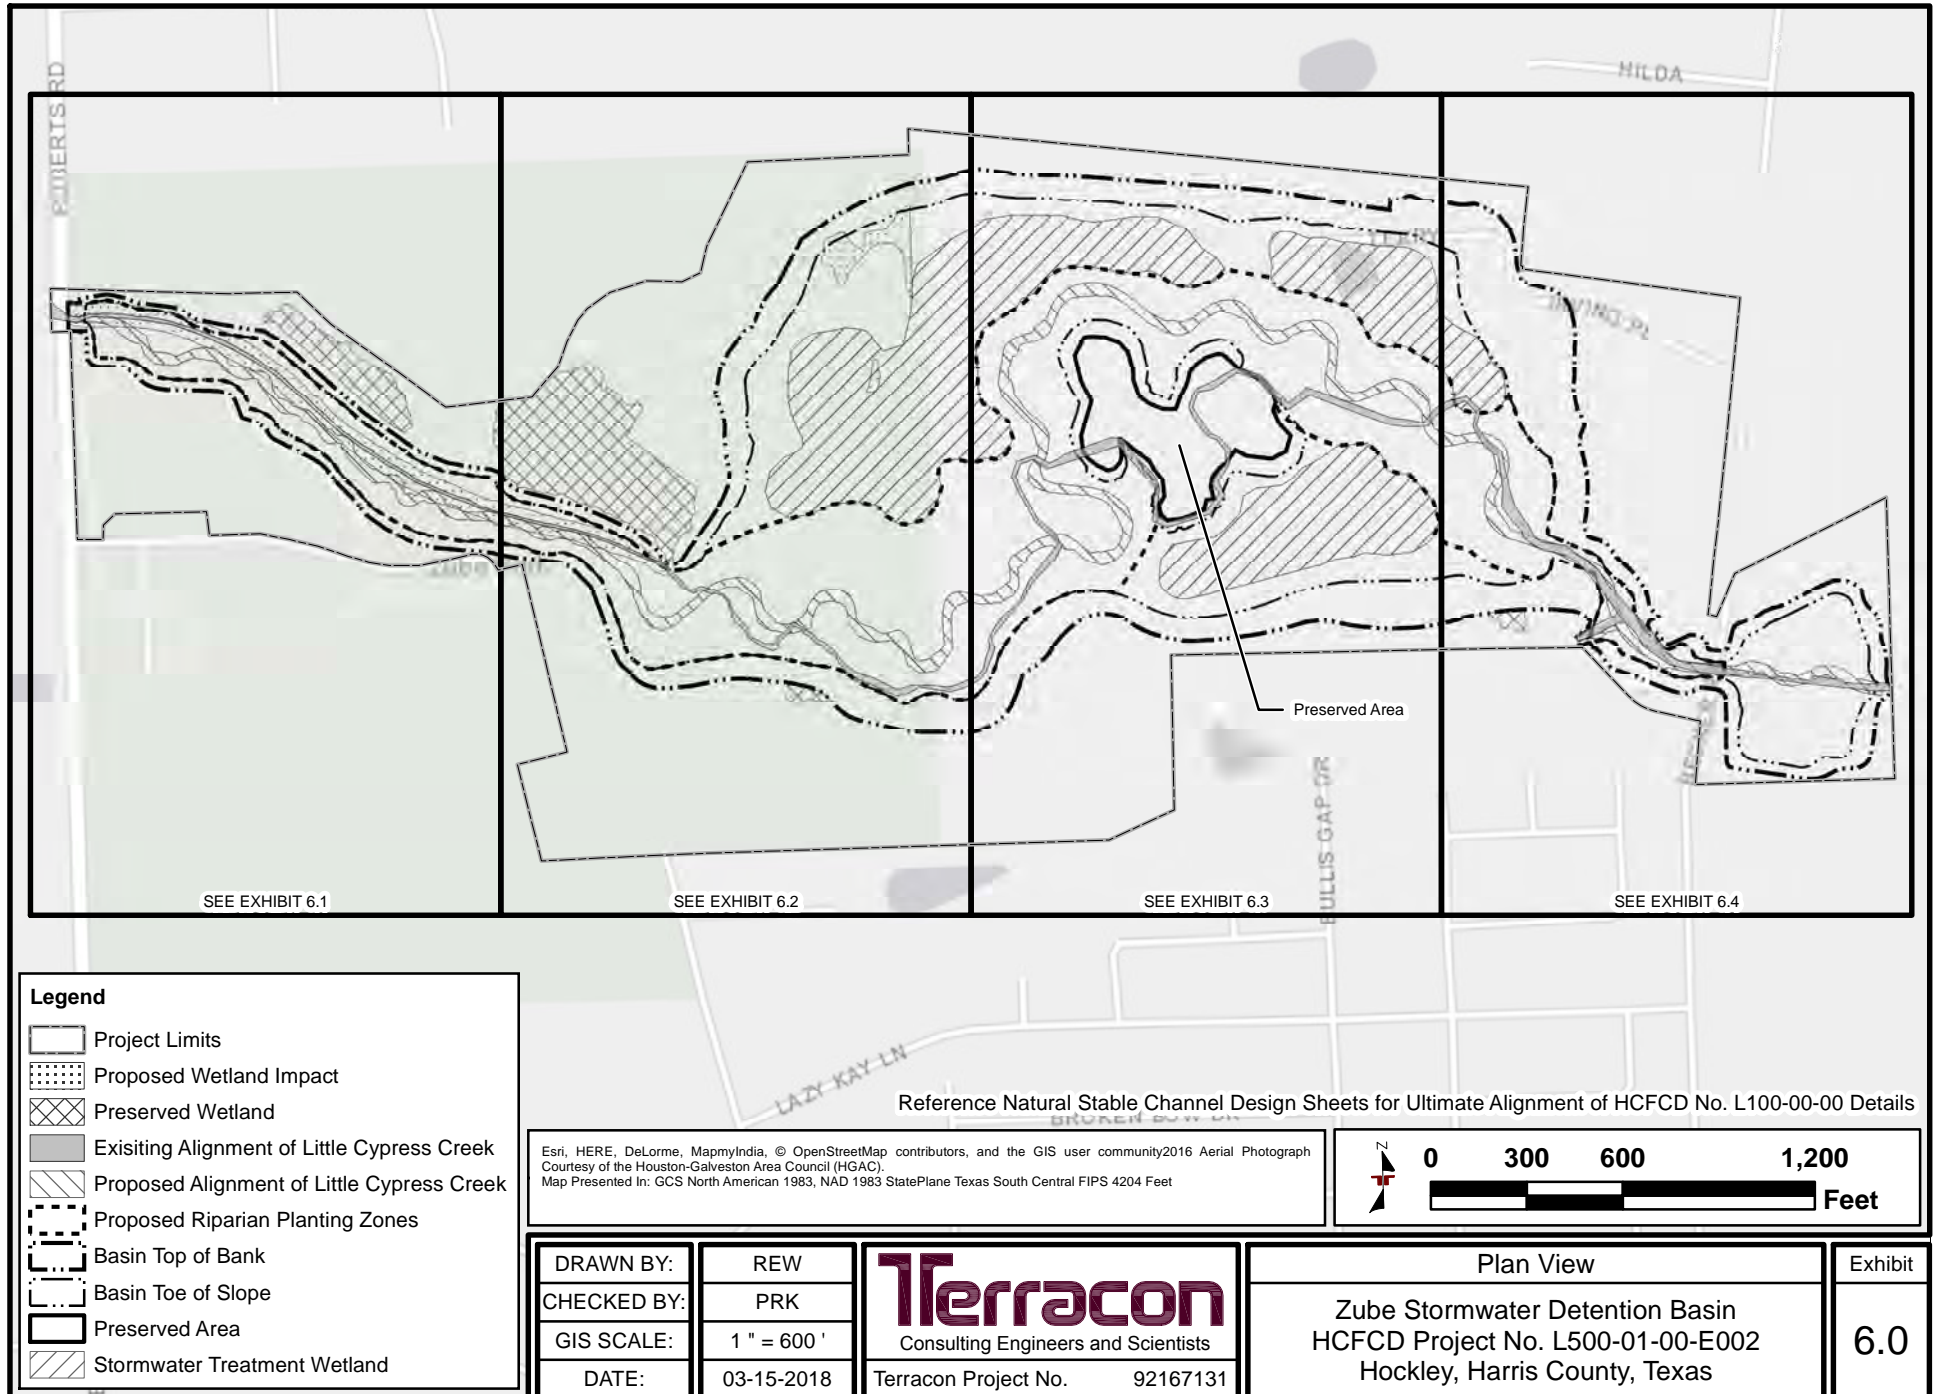 HILDA
SEE EXHIBIT 6.1
SEE EXHIBIT 6.2
SEE EXHIBIT 6.3
SEE EXHIBIT 6.4
Preserved Area
BULLIS GAP DR
LAZY KAY LN
BROKEN BOW DR
Reference Natural Stable Channel Design Sheets for Ultimate Alignment of HCFCD No. L100-00-00 Details
Legend
Project Limits
Proposed Wetland Impact
Preserved Wetland
Exisiting Alignment of Little Cypress Creek
Proposed Alignment of Little Cypress Creek
Proposed Riparian Planting Zones
Basin Top of Bank
Basin Toe of Slope
Preserved Area
Stormwater Treatment Wetland
Esri, HERE, DeLorme, MapmyIndia, © OpenStreetMap contributors, and the GIS user community2016 Aerial Photograph
Courtesy of the Houston-Galveston Area Council (HGAC).
Map Presented In: GCS North American 1983, NAD 1983 StatePlane Texas South Central FIPS 4204 Feet
N
0 300 600 1,200
Feet
DRAWN BY: REW
CHECKED BY: PRK
GIS SCALE: 1 " = 600 '
DATE: 03-15-2018
Terracon
Consulting Engineers and Scientists
Terracon Project No. 92167131
Plan View
Zube Stormwater Detention Basin
HCFCD Project No. L500-01-00-E002
Hockley, Harris County, Texas
Exhibit
6.0